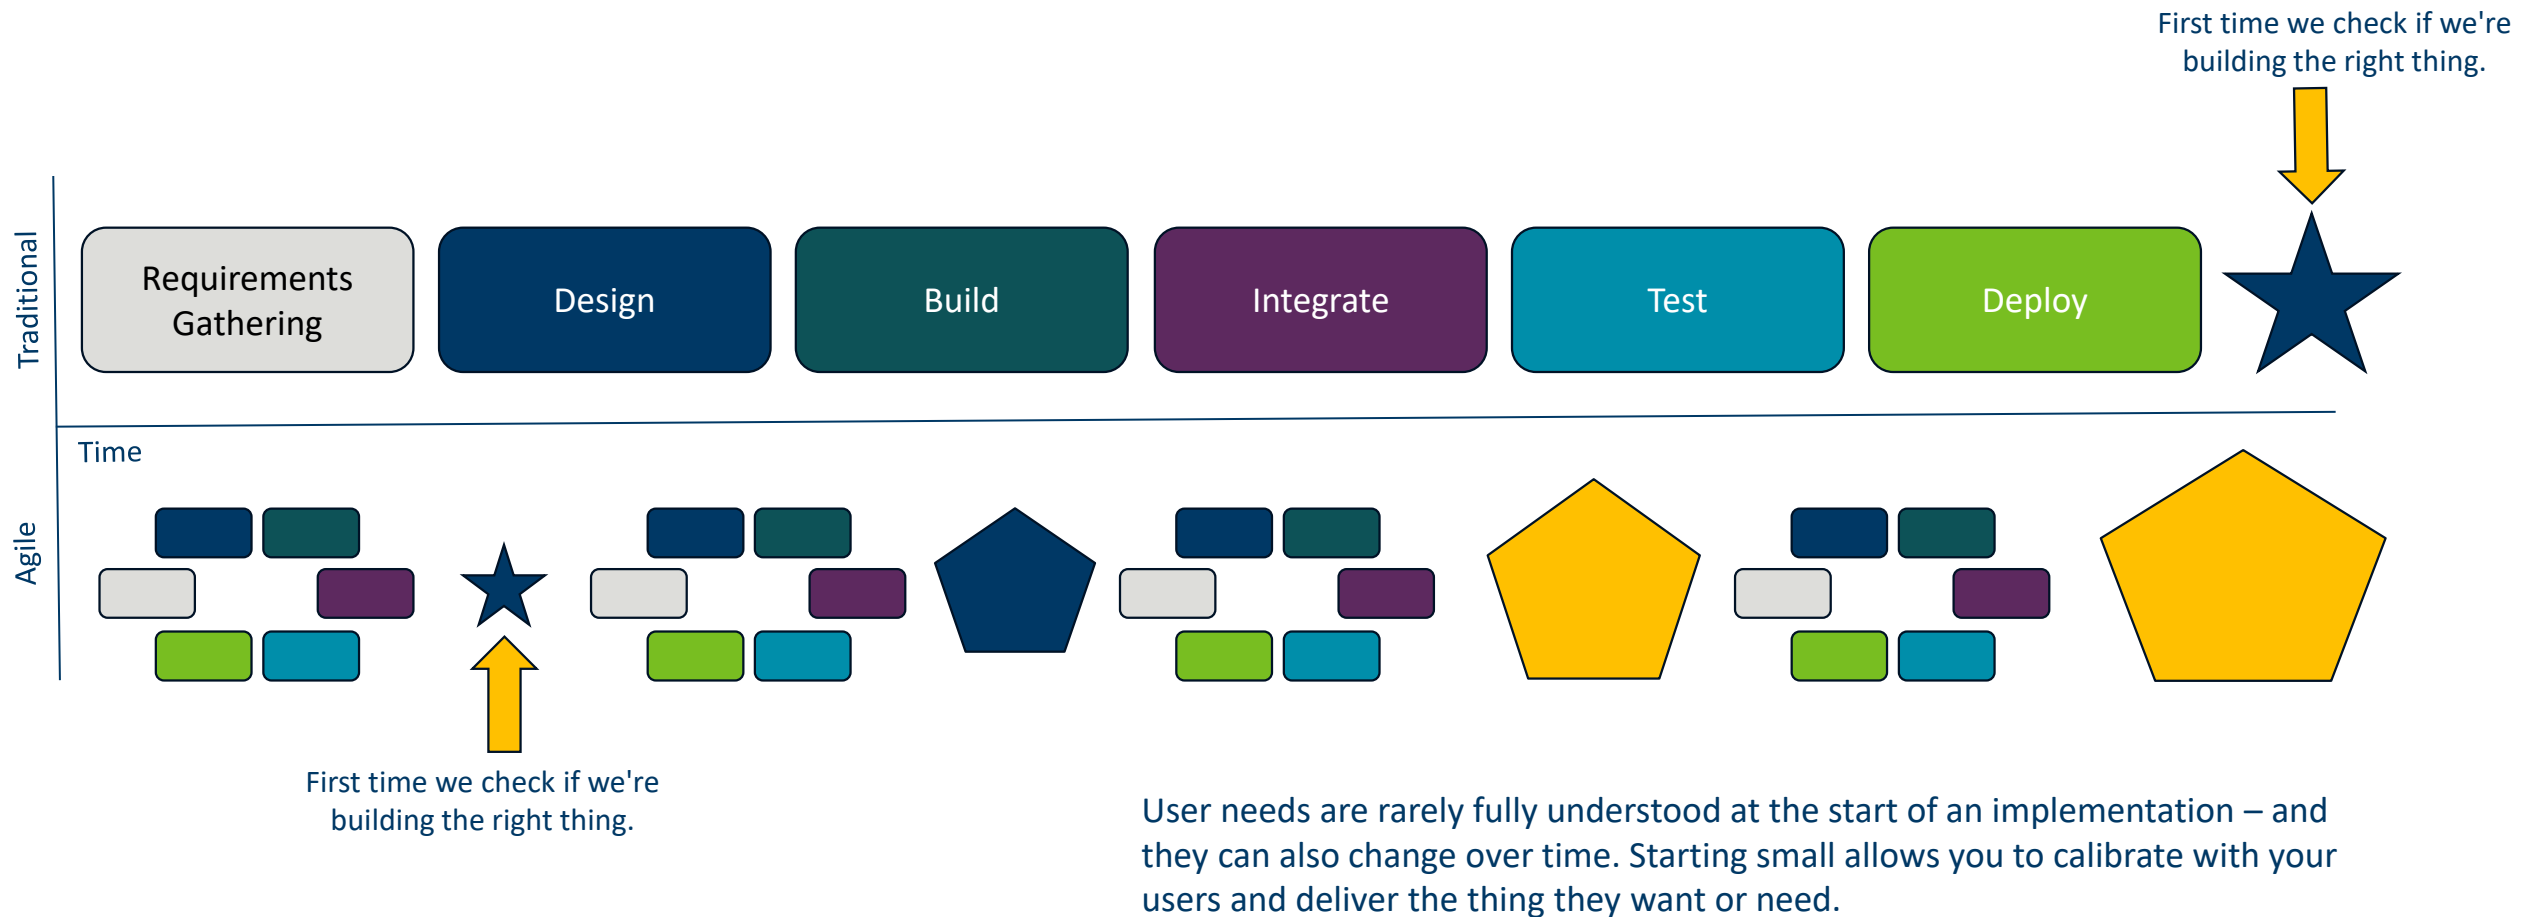 First time we check if we're
building the right thing.
Traditional
Requirements
Gathering
Design
Build
Integrate
Test
Deploy
Time
Agile
First time we check if we're
building the right thing.
User needs are rarely fully understood at the start of an implementation – and
they can also change over time. Starting small allows you to calibrate with your
users and deliver the thing they want or need.